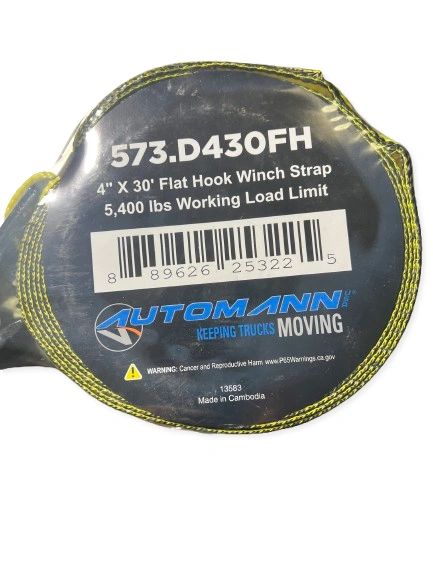 573.D430FH
4" X 30' Flat Hook Winch Strap
5,400 lbs Working Load Limit
8 89626 25322 5
AUTOMANN
KEEPING TRUCKS MOVING
WARNING: Cancer and Reproductive Harm www.P65Warnings.ca.gov
13583
Made in Cambodia